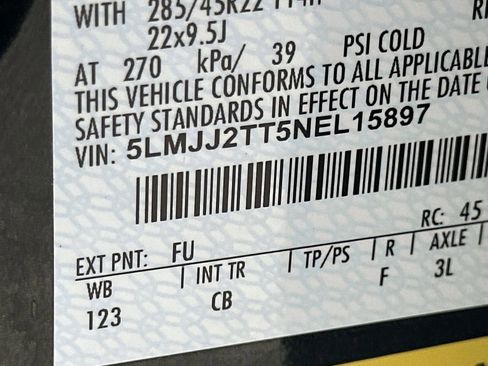 WITH 285/45R22
22x9.5J
AT 270 kPa/ 39 PSI COLD
THIS VEHICLE CONFORMS TO ALL APPLICABLE
SAFETY STANDARDS IN EFFECT ON THE DATE
VIN: 5LMJJ2TT5NEL15897
EXT PNT: FU RC: 45
WB INT TR TP/PS R AXLE
123 CB F 3L